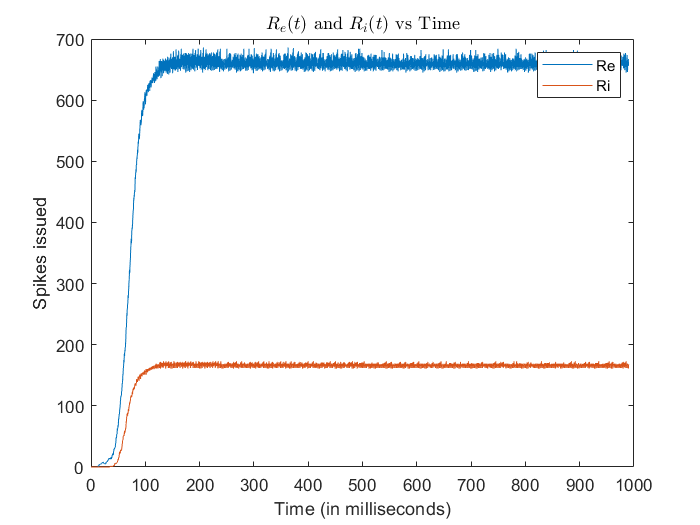 R_e(t) and R_i(t) vs Time
700
600
500
400
300
200
100
0
Spikes issued
Re
Ri
0 100 200 300 400 500 600 700 800 900 1000
Time (in milliseconds)